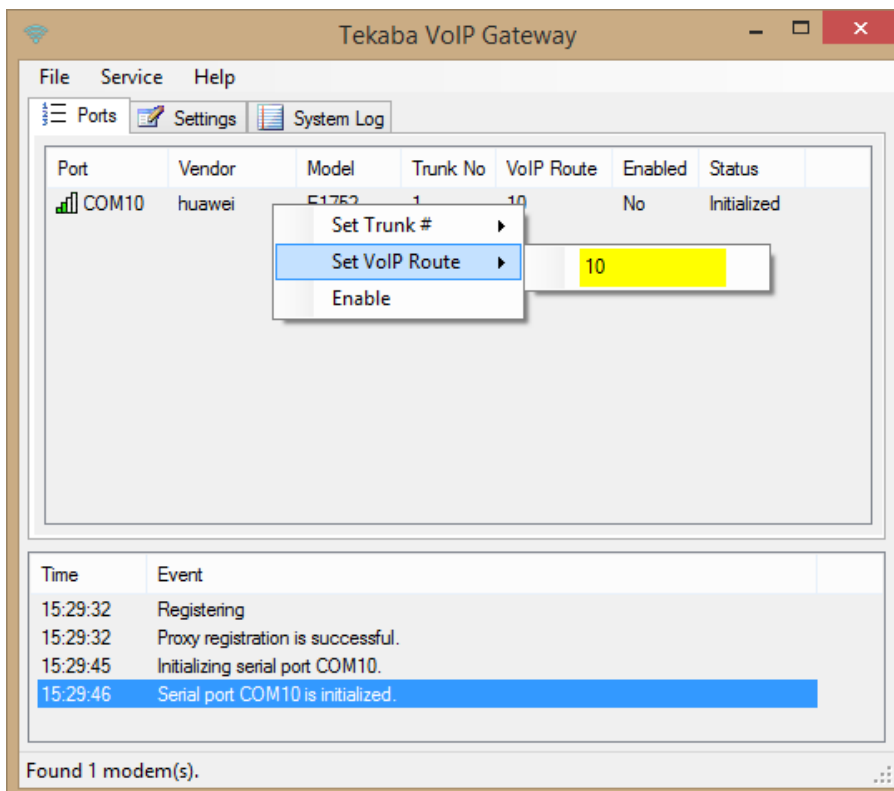 Tekaba VoIP Gateway
File Service Help
Ports Settings System Log
Port Vendor Model Trunk No VoIP Route Enabled Status
COM10 huawei E1752 1 10 No Initialized
Set Trunk #
Set VoIP Route 10
Enable
Time Event
15:29:32 Registering
15:29:32 Proxy registration is successful.
15:29:45 Initializing serial port COM10.
15:29:46 Serial port COM10 is initialized.
Found 1 modem(s).